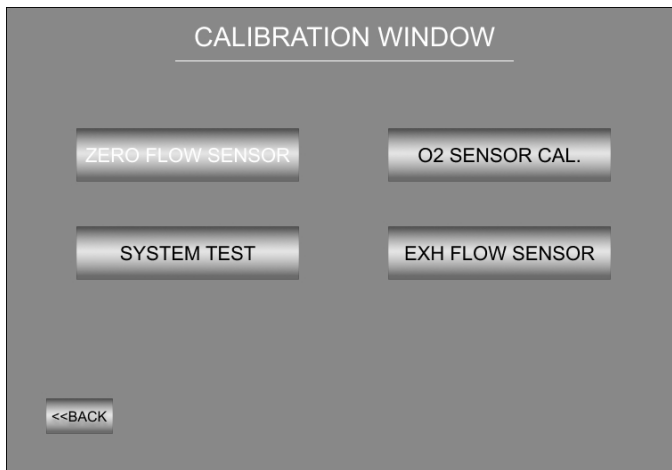 CALIBRATION WINDOW
ZERO FLOW SENSOR
O2 SENSOR CAL.
SYSTEM TEST
EXH FLOW SENSOR
<<BACK